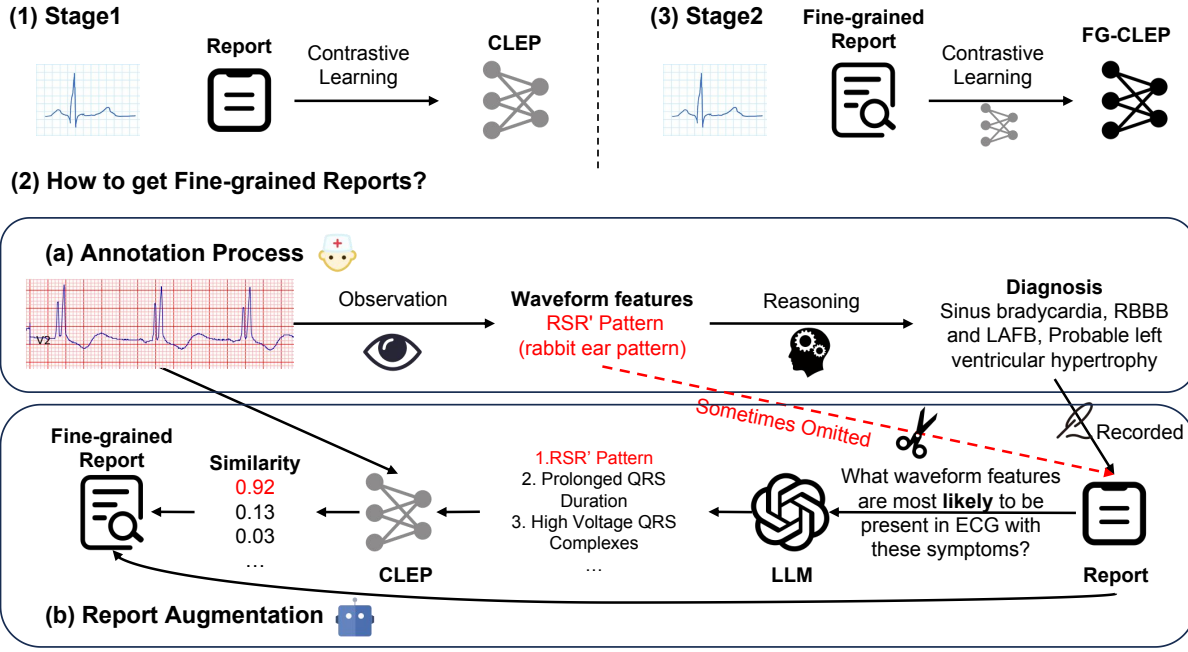 (1) Stage1
Report
Contrastive
Learning
CLEP
(3) Stage2
Fine-grained
Report
Contrastive
Learning
FG-CLEP
(2) How to get Fine-grained Reports?
(a) Annotation Process
V2
Observation
Waveform features
RSR' Pattern
(rabbit ear pattern)
Reasoning
Diagnosis
Sinus bradycardia, RBBB
and LAFB, Probable left
ventricular hypertrophy
Sometimes Omitted
Recorded
Fine-grained
Report
Similarity
0.92
0.13
0.03
...
CLEP
1.RSR’ Pattern
2. Prolonged QRS
Duration
3. High Voltage QRS
Complexes
...
LLM
What waveform features
are most likely to be
present in ECG with
these symptoms?
Report
(b) Report Augmentation